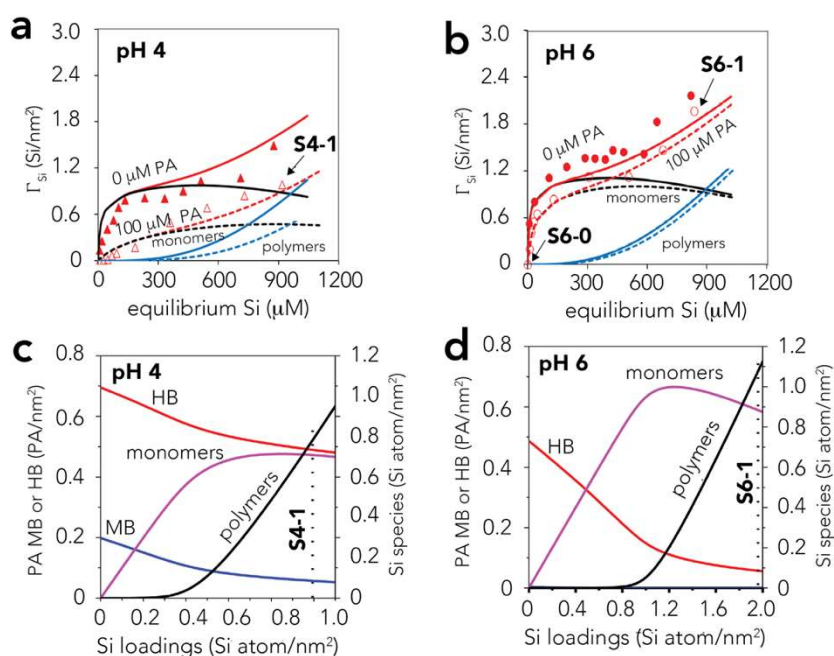 a
pH 4
3.0
2.4
1.8
1.2
0.6
0
Γ_Si (Si/nm²)
0 μM PA
S4-1
100 μM PA
monomers
polymers
0 300 600 900 1200
equilibrium Si (μM)
b
pH 6
3.0
2.4
1.8
1.2
0.6
0
Γ_Si (Si/nm²)
S6-1
0 μM PA
100 μM PA
monomers
S6-0
polymers
0 300 600 900 1200
equilibrium Si (μM)
c
pH 4
0.8
0.6
0.4
0.2
0
PA MB or HB (PA/nm²)
HB
monomers
MB
polymers
S4-1
1.2
1.0
0.8
0.6
0.4
0.2
0
Si species (Si atom/nm²)
0 0.2 0.4 0.6 0.8 1.0
Si loadings (Si atom/nm²)
d
pH 6
0.8
0.6
0.4
0.2
0
PA MB or HB (PA/nm²)
monomers
HB
polymers
S6-1
1.2
1.0
0.8
0.6
0.4
0.2
0
Si species (Si atom/nm²)
0 0.4 0.8 1.2 1.6 2.0
Si loadings (Si atom/nm²)